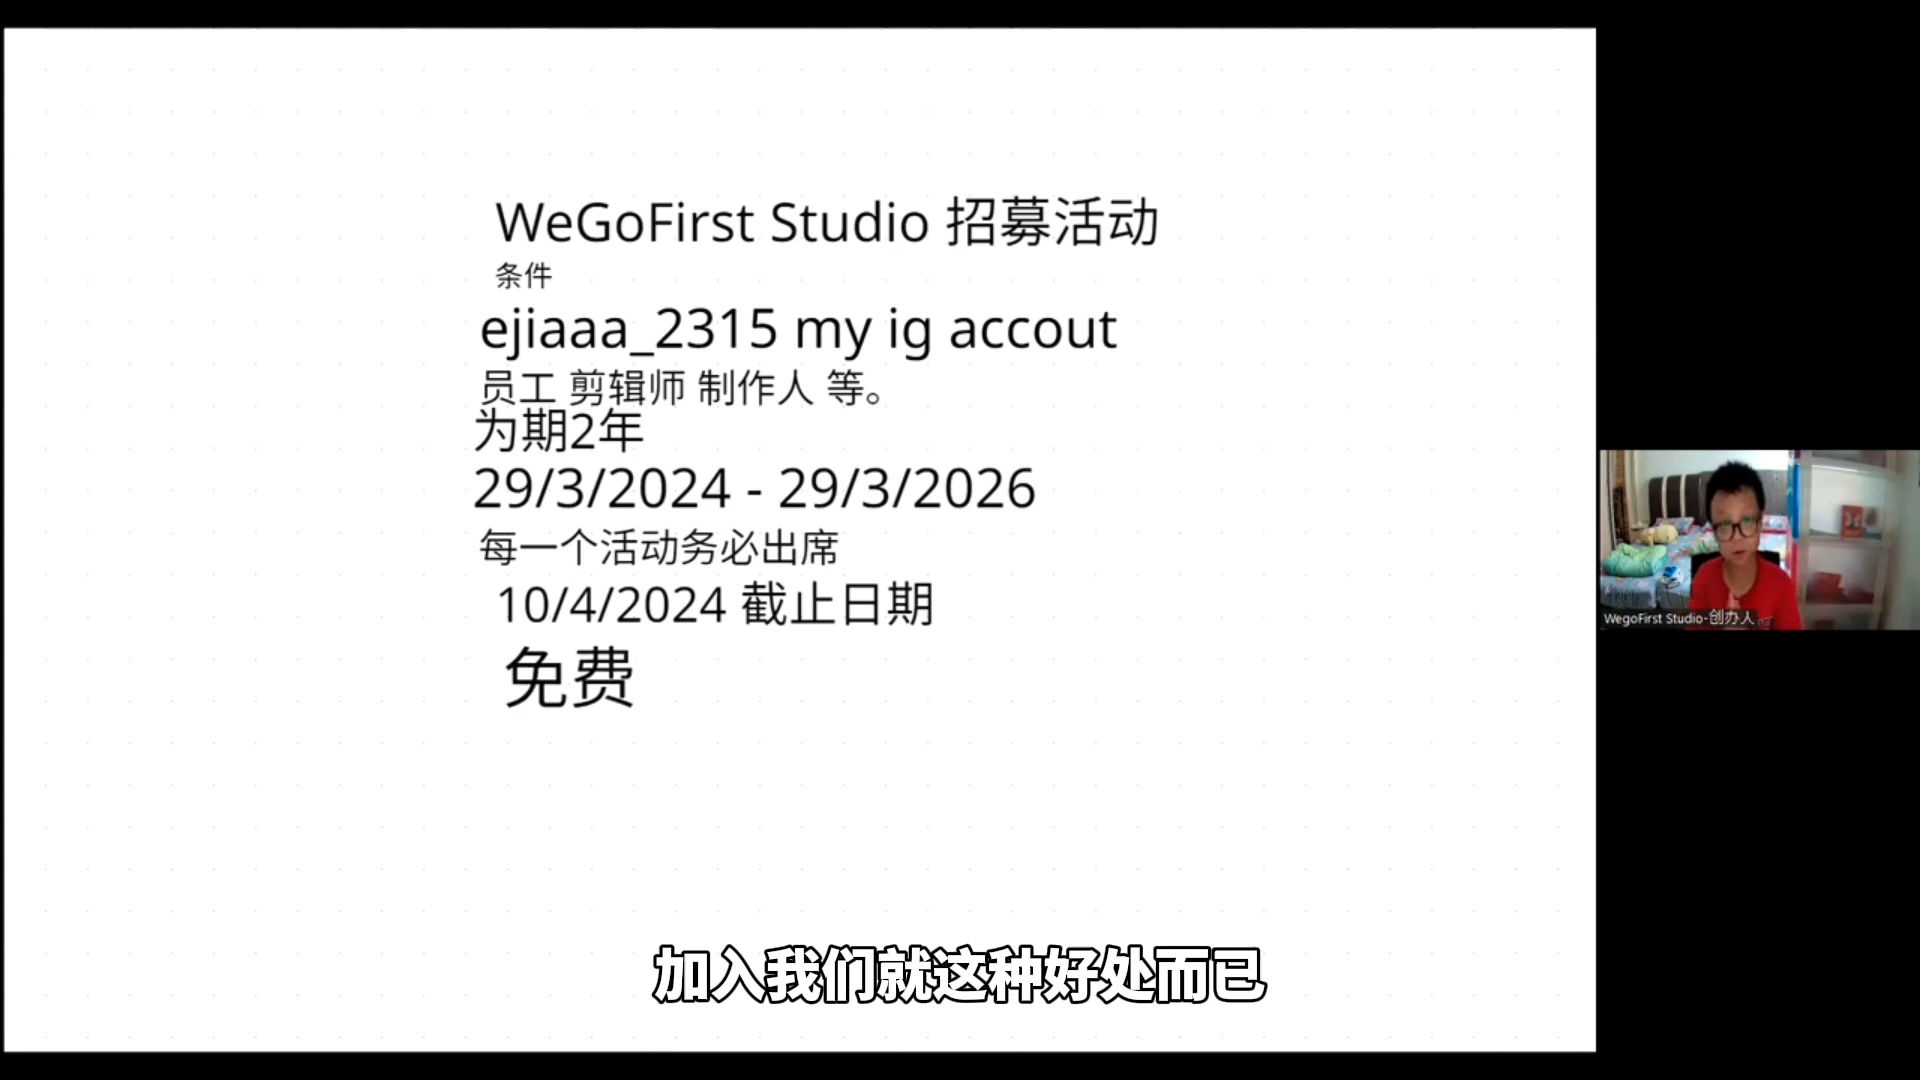 WeGoFirst Studio 招募活动
条件
ejiaaa_2315 my ig accout
员工 剪辑师 制作人 等。
为期2年
29/3/2024 - 29/3/2026
每一个活动务必出席
10/4/2024 截止日期
免费
WegoFirst Studio-创办人
加入我们就这种好处而已